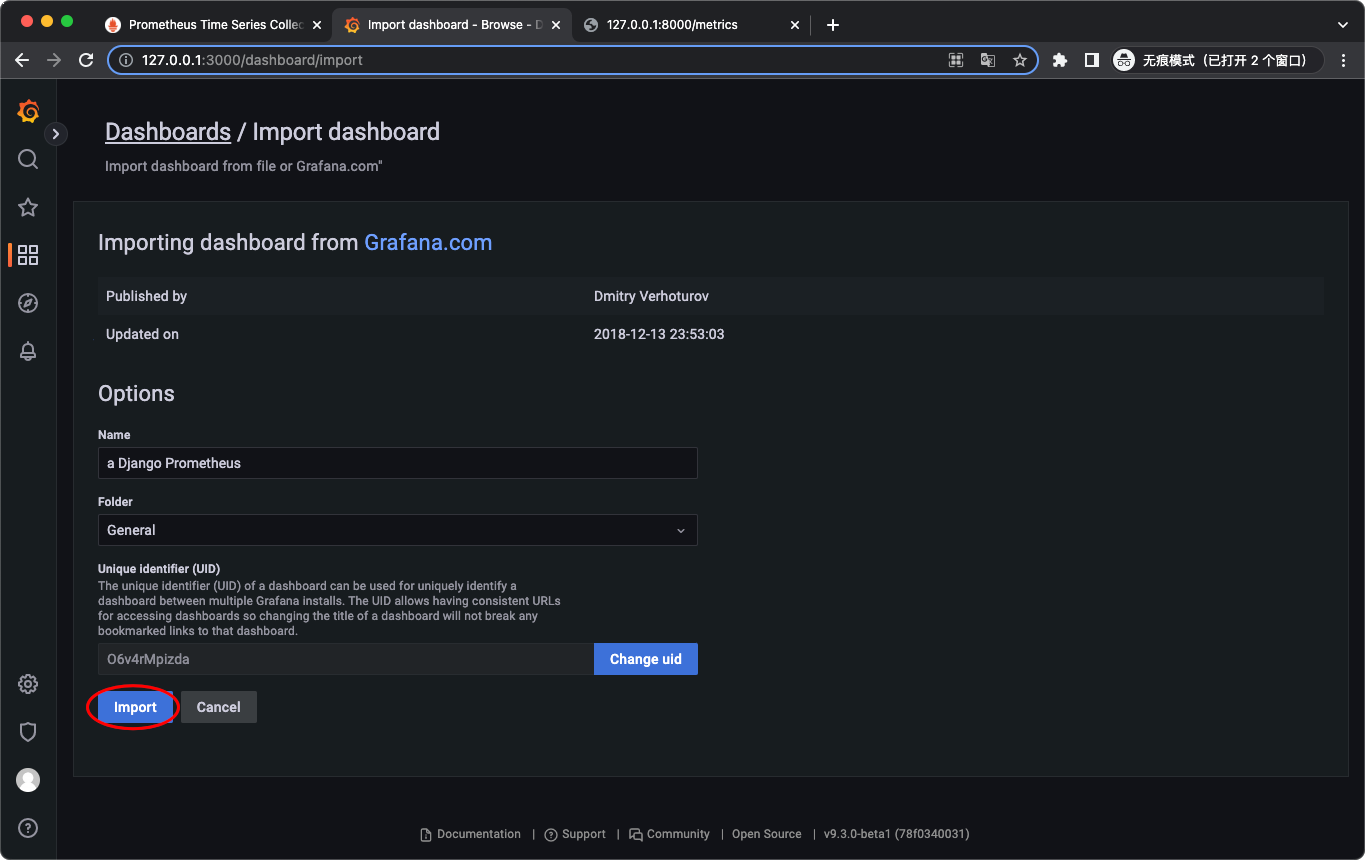 Prometheus Time Series Collec
Import dashboard - Browse - D
127.0.0.1:8000/metrics
127.0.0.1:3000/dashboard/import
无痕模式（已打开 2 个窗口）
Dashboards / Import dashboard
Import dashboard from file or Grafana.com"
Importing dashboard from Grafana.com
Published by Dmitry Verhoturov
Updated on 2018-12-13 23:53:03
Options
Name
a Django Prometheus
Folder
General
Unique identifier (UID)
The unique identifier (UID) of a dashboard can be used for uniquely identify a
dashboard between multiple Grafana installs. The UID allows having consistent URLs
for accessing dashboards so changing the title of a dashboard will not break any
bookmarked links to that dashboard.
O6v4rMpizda Change uid
Import Cancel
Documentation | Support | Community | Open Source | v9.3.0-beta1 (78f0340031)